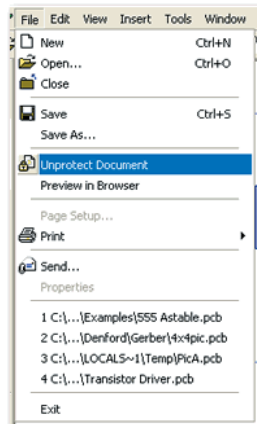 File Edit View Insert Tools Window
New Ctrl+N
Open... Ctrl+O
Close
Save Ctrl+S
Save As...
Unprotect Document
Preview in Browser
Page Setup...
Print
Send...
Properties
1 C:\...\Examples\555 Astable.pcb
2 C:\...\Denford\Gerber\4x4pic.pcb
3 C:\...\LOCALS~1\Temp\PicA.pcb
4 C:\...\Transistor Driver.pcb
Exit